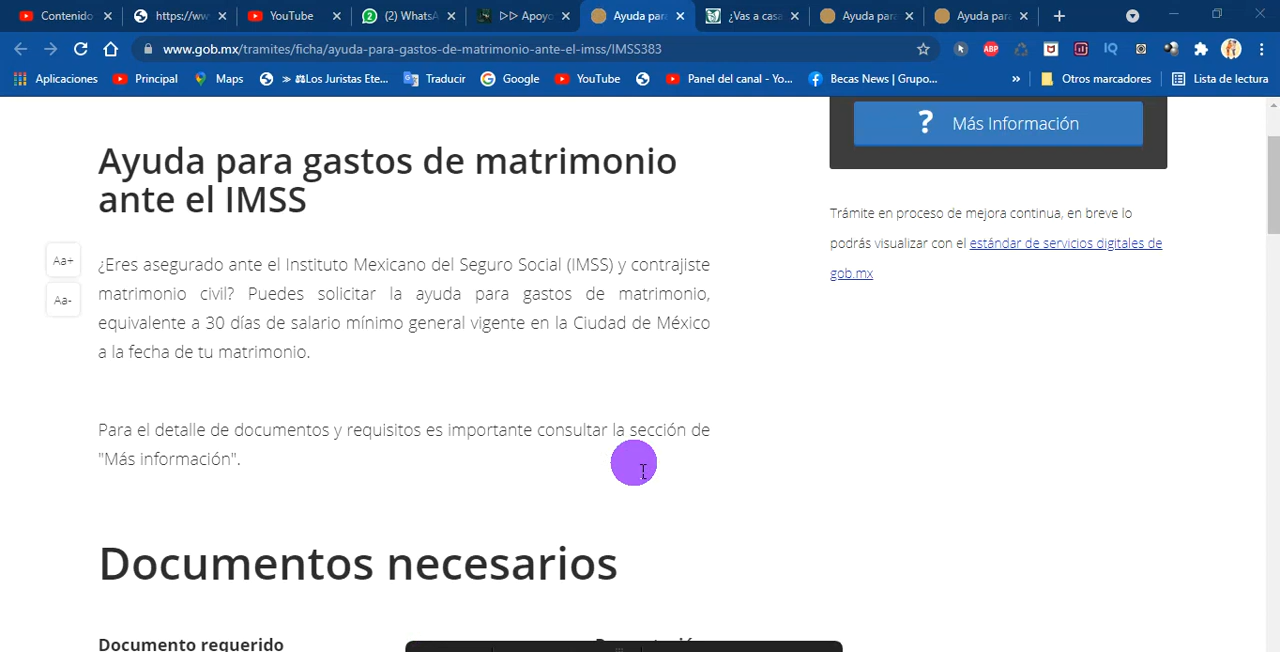 Contenido
https://ww
YouTube
(2) WhatsA
▷▷ Apoyo
Ayuda par
¿Vas a casa
Ayuda para
Ayuda para
www.gob.mx/tramites/ficha/ayuda-para-gastos-de-matrimonio-ante-el-imss/IMSS383
ABP
IQ
Aplicaciones
Principal
Maps
» ⚖Los Juristas Ete...
Traducir
Google
YouTube
Panel del canal - Yo...
Becas News | Grupo...
»
Otros marcadores
Lista de lectura
? Más Información
Ayuda para gastos de matrimonio
ante el IMSS
Trámite en proceso de mejora continua, en breve lo
podrás visualizar con el estándar de servicios digitales de
gob.mx
Aa+
Aa-
¿Eres asegurado ante el Instituto Mexicano del Seguro Social (IMSS) y contrajiste
matrimonio civil? Puedes solicitar la ayuda para gastos de matrimonio,
equivalente a 30 días de salario mínimo general vigente en la Ciudad de México
a la fecha de tu matrimonio.
Para el detalle de documentos y requisitos es importante consultar la sección de
"Más información".
Documentos necesarios
Documento requerido